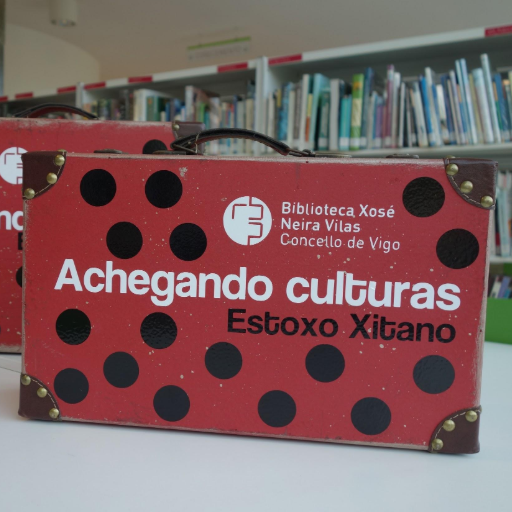 Biblioteca Xosé
Neira Vilas
Concello de Vigo
Achegando culturas
Estoxo Xitano